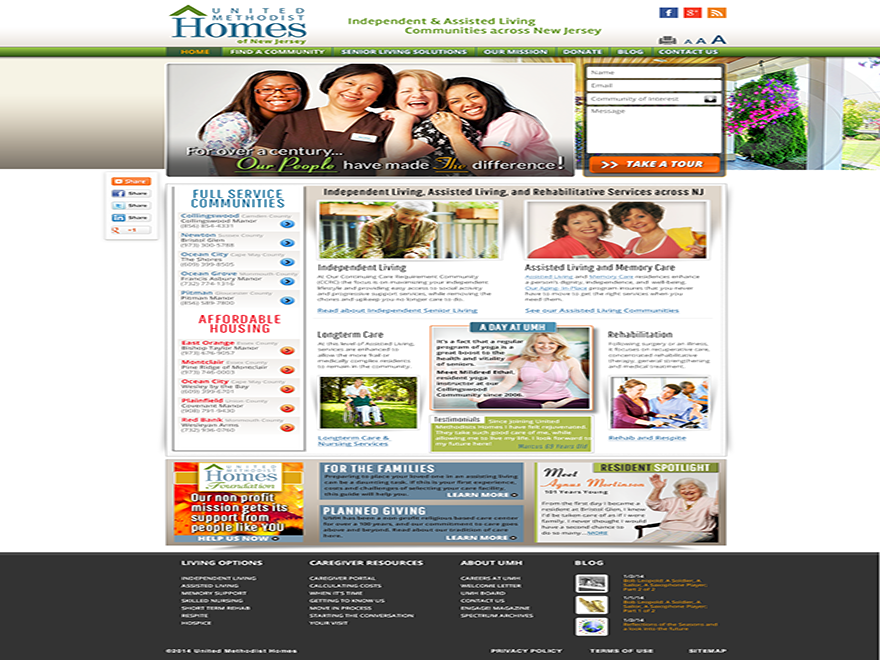 UNITED
METHODIST
Homes
of New Jersey
Independent & Assisted Living
Communities across New Jersey
A A A
HOME FIND A COMMUNITY SENIOR LIVING SOLUTIONS OUR MISSION DONATE BLOG CONTACT US
For over a century...
Our People have made The difference!
Name
Email
Community of Interest
Message
>> TAKE A TOUR
Share
Share
Share
Share
+1
FULL SERVICE
COMMUNITIES
Collingswood Camden County
Collingswood Manor
(856) 854-4331
Newton Sussex County
Bristol Glen
(973) 300-5788
Ocean City Cape May County
The Shores
(609) 399-8505
Ocean Grove Monmouth County
Francis Asbury Manor
(732) 774-1316
Pitman Gloucester County
Pitman Manor
(856) 589-7800
AFFORDABLE
HOUSING
East Orange Essex County
Bishop Taylor Manor
(973) 676-9057
Montclair Essex County
Pine Ridge of Montclair
(973) 746-0003
Ocean City Cape May County
Wesley by the Bay
(609) 399-6701
Plainfield Union County
Covenant Manor
(908) 791-9430
Red Bank Monmouth County
Wesleyan Arms
(732) 936-0760
Independent Living, Assisted Living, and Rehabilitative Services across NJ
Independent Living
At Our Continuing Care Requirement Community
(CCRC) the focus is on maximizing your independent
lifestyle and providing easy access to social activity
and progressive support services, while removing the
chores and upkeep you no longer care to do.
Read about Independent Senior Living
Assisted Living and Memory Care
Assisted Living and Memory Care residences enhance
a person's dignity, independence, and well-being.
Our Aging-In-Place program ensures that you never
have to move to get the right services when you
need them.
See our Assisted Living Communities
Longterm Care
At this level of Assisted Living,
services are enhanced to
allow the more frail or
medically complex residents
to remain in the community.
Longterm Care &
Nursing Services
A DAY AT UMH
It's a fact that a regular
program of yoga is a
great boost to the
health and vitality
of seniors.
Meet Mildred Ethel,
resident yoga
instructor at our
Collingswood
Community since 2006.
Testimonials
Since joining United
Methodists Homes I have felt rejuvenated.
They take such good care of me, while
allowing me to live my life, I look forward to
my future here!
Marcus 89 Years Old
Rehabilitation
Following surgery or an illness,
it focuses on recuperative care,
concentrated rehabilitative
therapy, general strengthening
and medical treatment.
Rehab and Respite
UNITED
METHODIST
Homes
Foundation
Our non profit
mission gets its
support from
people like YOU
HELP US NOW
FOR THE FAMILIES
Preparing to place your loved one in an assisting living
can be a daunting task. If this is your first experience,
costs and challenges of selecting your care facility,
this guide will help you.
LEARN MORE
PLANNED GIVING
UMH has been a non-profit religious based care center
for over a 100 years, and our commitment to care goes
above and beyond. Read about our tradition of care
here.
LEARN MORE
RESIDENT SPOTLIGHT
Meet
Agnus Mortinson
101 Years Young
From the first day I became a
resident at Bristol Glen, I knew
I'd be taken care of as if I were
family. I never thought I would
have a second chance to
do so many...MORE
LIVING OPTIONS
INDEPENDENT LIVING
ASSISTED LIVING
MEMORY SUPPORT
SKILLED NURSING
SHORT TERM REHAB
RESPITE
HOSPICE
CAREGIVER RESOURCES
CAREGIVER PORTAL
CALCULATING COSTS
WHEN IT'S TIME
GETTING TO KNOW US
MOVE IN PROCESS
STARTING THE CONVERSATION
YOUR VISIT
ABOUT UMH
CAREERS AT UMH
WELCOME LETTER
UMH BOARD
CONTACT US
ENGAGE! MAGAZINE
SPECTRUM ARCHIVES
BLOG
Bob Leopold: A Soldier, A
Sailor, A Saxophone Player;
Part 2 of 2
Bob Leopold: A Soldier, A
Sailor, A Saxophone Player;
Part 1 of 2
Reflections of the Seasons and
a look into the future
©2014 United Methodist Homes
PRIVACY POLICY TERMS OF USE SITEMAP